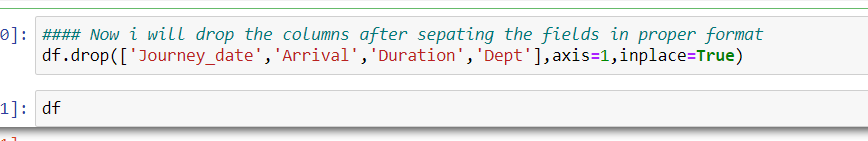 0]:
#### Now i will drop the columns after sepating the fields in proper format
df.drop(['Journey_date','Arrival','Duration','Dept'],axis=1,inplace=True)
1]:
df